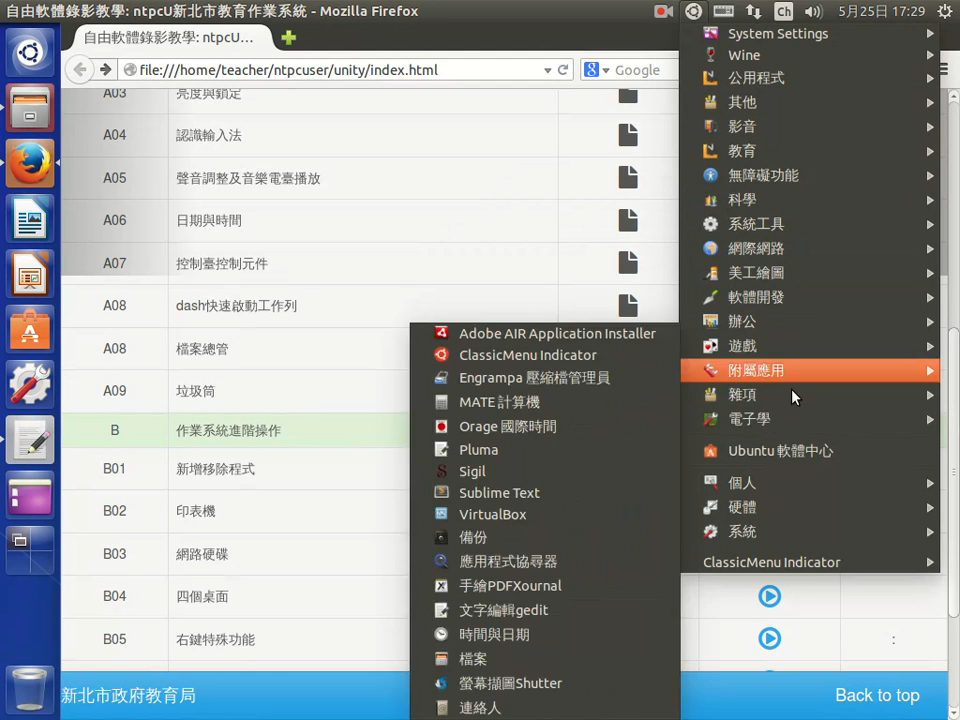 自由軟體錄影教學: ntpcU新北市教育作業系統 - Mozilla Firefox
Ch
5月25日 17:29
自由軟體錄影教學: ntpcU…
file:///home/teacher/ntpcuser/unity/index.html
Google
A03 亮度與鎖定
A04 認識輸入法
A05 聲音調整及音樂電臺播放
A06 日期與時間
A07 控制臺控制元件
A08 dash快速啟動工作列
A08 檔案總管
A09 垃圾筒
B 作業系統進階操作
B01 新增移除程式
B02 印表機
B03 網路硬碟
B04 四個桌面
B05 右鍵特殊功能 :
新北市政府教育局
Back to top
Adobe AIR Application Installer
ClassicMenu Indicator
Engrampa 壓縮檔管理員
MATE 計算機
Orage 國際時間
Pluma
Sigil
Sublime Text
VirtualBox
備份
應用程式協尋器
手繪PDFXournal
文字編輯gedit
時間與日期
檔案
螢幕擷圖Shutter
連絡人
System Settings
Wine
公用程式
其他
影音
教育
無障礙功能
科學
系統工具
網際網路
美工繪圖
軟體開發
辦公
遊戲
附屬應用
雜項
電子學
Ubuntu 軟體中心
個人
硬體
系統
ClassicMenu Indicator